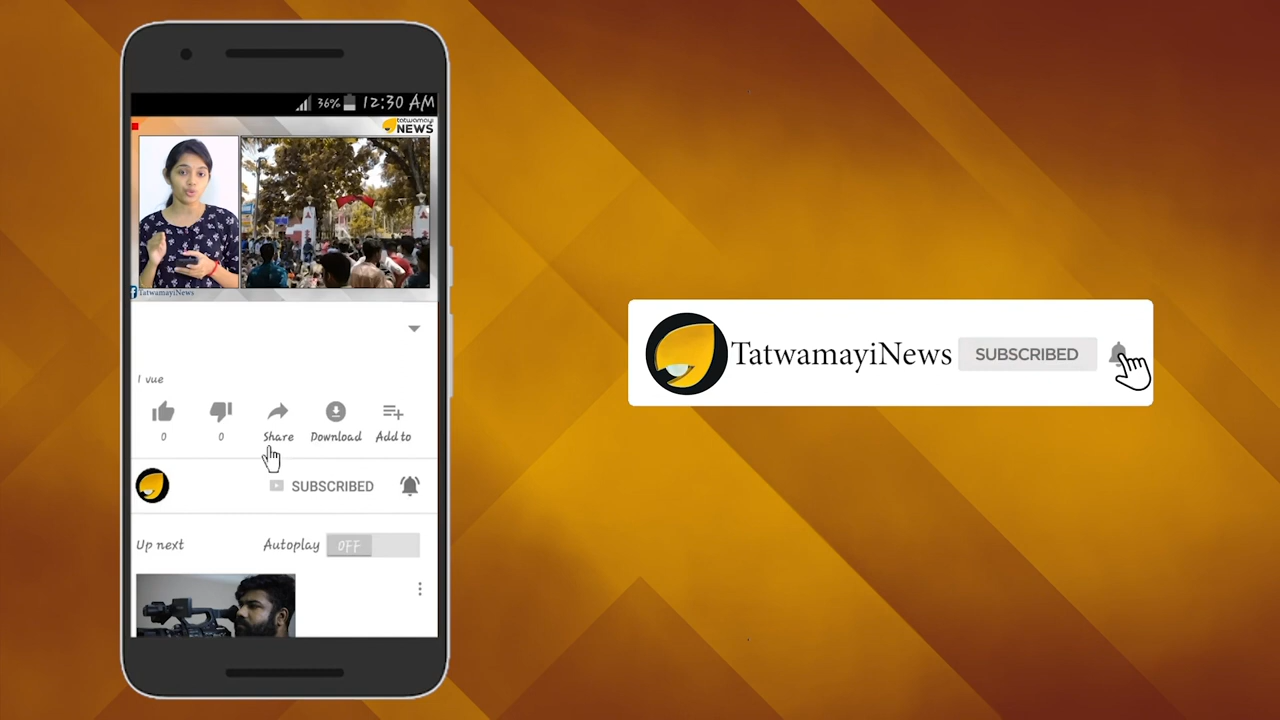 36% 12:30 AM
tatwamayi
NEWS
TatwamayiNews
1 vue
0 0 Share Download Add to
SUBSCRIBED
Up next Autoplay OFF
TatwamayiNews SUBSCRIBED